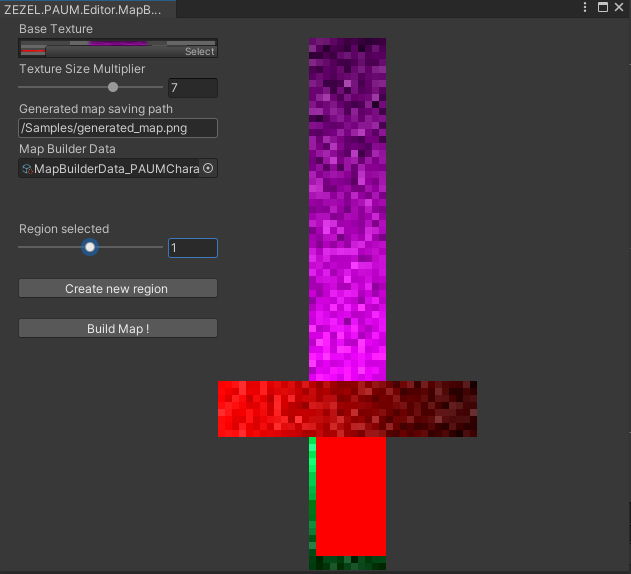 ZEZEL.PAUM.Editor.MapB...
Base Texture
Select
Texture Size Multiplier
7
Generated map saving path
/Samples/generated_map.png
Map Builder Data
MapBuilderData_PAUMChara
Region selected
1
Create new region
Build Map !